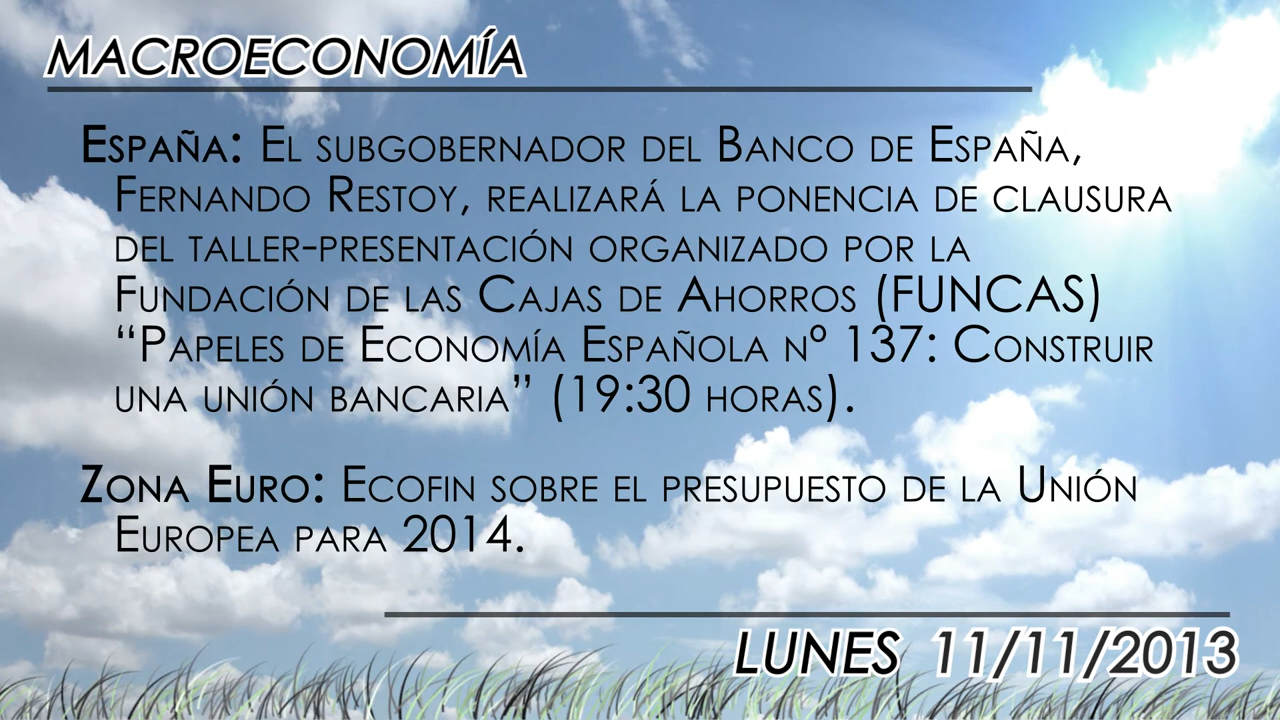 MACROECONOMÍA
España: El subgobernador del Banco de España,
Fernando Restoy, realizará la ponencia de clausura
del taller-presentación organizado por la
Fundación de las Cajas de Ahorros (FUNCAS)
“Papeles de Economía Española nº 137: Construir
una unión bancaria” (19:30 horas).
Zona Euro: Ecofin sobre el presupuesto de la Unión
Europea para 2014.
LUNES 11/11/2013